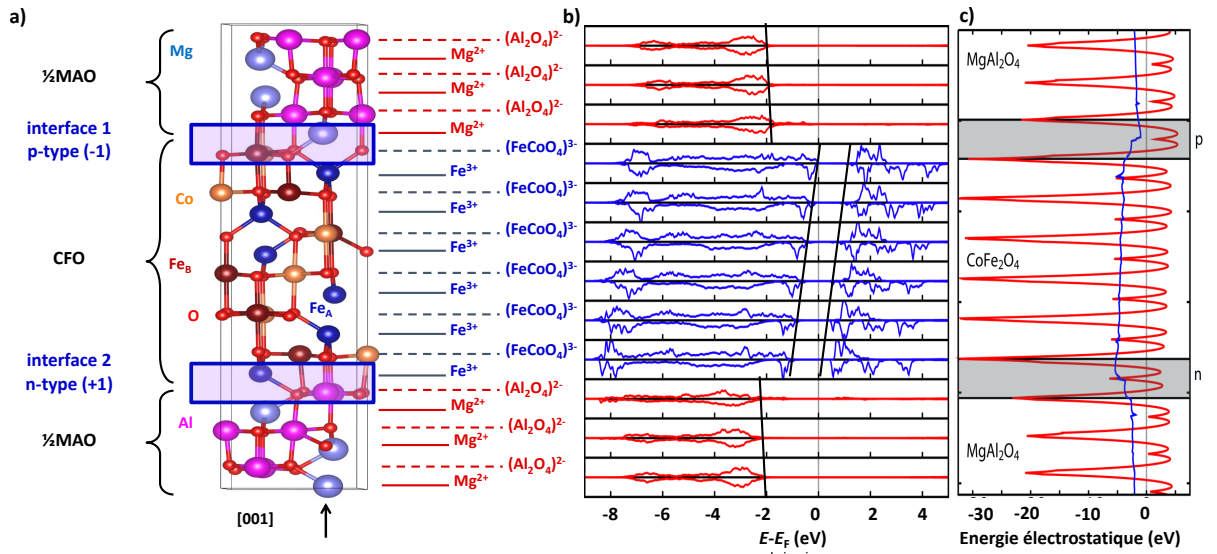 a)
b)
c)
Mg
½MAO
interface 1
p-type (-1)
Co
CFO
Fe_B
Fe_A
O
interface 2
n-type (+1)
Al
½MAO
[001]
(Al₂O₄)²⁻
Mg²⁺
(Al₂O₄)²⁻
Mg²⁺
(Al₂O₄)²⁻
Mg²⁺
(FeCoO₄)³⁻
Fe³⁺
(FeCoO₄)³⁻
Fe³⁺
(FeCoO₄)³⁻
Fe³⁺
(FeCoO₄)³⁻
Fe³⁺
(FeCoO₄)³⁻
Fe³⁺
(FeCoO₄)³⁻
Fe³⁺
(Al₂O₄)²⁻
Mg²⁺
(Al₂O₄)²⁻
Mg²⁺
(Al₂O₄)²⁻
Mg²⁺
-8 -6 -4 -2 0 2 4
E-E_F (eV)
MgAl₂O₄
p
CoFe₂O₄
n
MgAl₂O₄
-30 -20 -10 0
Energie électrostatique (eV)